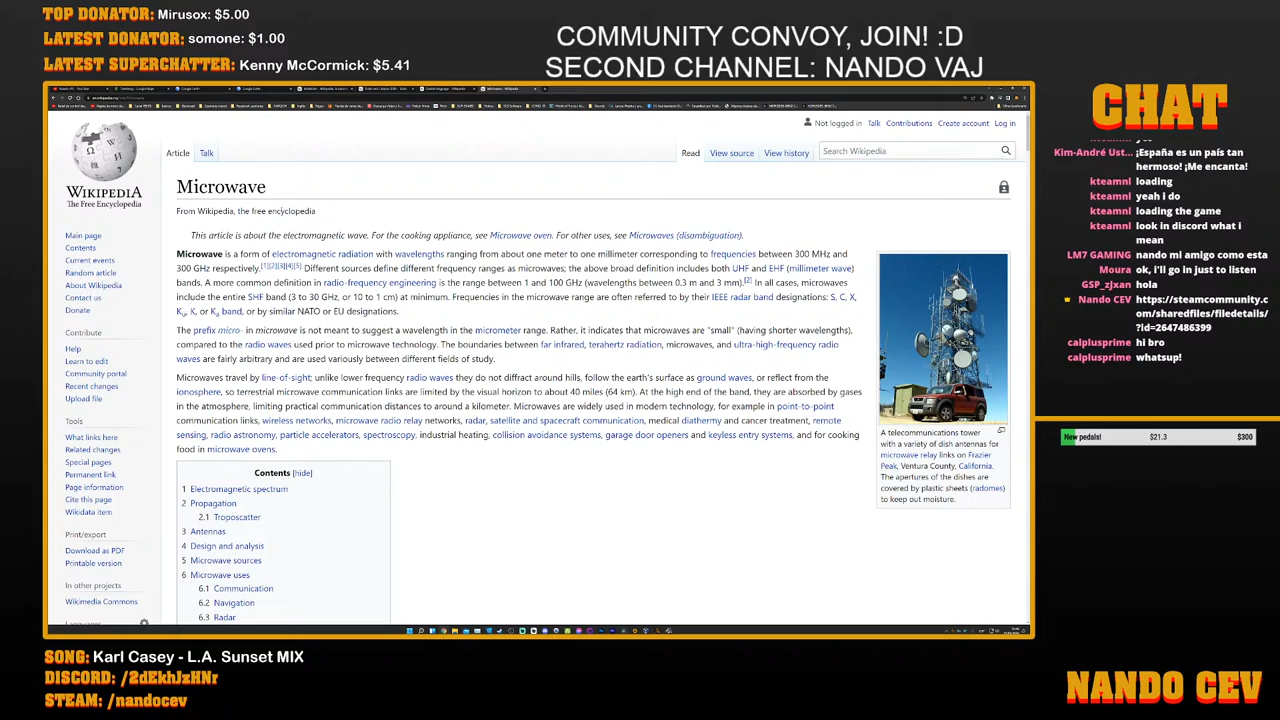 TOP DONATOR: Mirusox: $5.00
LATEST DONATOR: somone: $1.00
LATEST SUPERCHATTER: Kenny McCormick: $5.41
COMMUNITY CONVOY, JOIN! :D
SECOND CHANNEL: NANDO VAJ
Not logged in Talk Contributions Create account Log in
Article Talk
Read View source View history Search Wikipedia
WIKIPEDIA
The Free Encyclopedia
Main page
Contents
Current events
Random article
About Wikipedia
Contact us
Donate
Contribute
Help
Learn to edit
Community portal
Recent changes
Upload file
Tools
What links here
Related changes
Special pages
Permanent link
Page information
Cite this page
Wikidata item
Print/export
Download as PDF
Printable version
In other projects
Wikimedia Commons
Languages
Microwave
From Wikipedia, the free encyclopedia
This article is about the electromagnetic wave. For the cooking appliance, see Microwave oven. For other uses, see Microwaves (disambiguation).
Microwave is a form of electromagnetic radiation with wavelengths ranging from about one meter to one millimeter corresponding to frequencies between 300 MHz and
300 GHz respectively.[1][2][3][4][5] Different sources define different frequency ranges as microwaves; the above broad definition includes both UHF and EHF (millimeter wave)
bands. A more common definition in radio-frequency engineering is the range between 1 and 100 GHz (wavelengths between 0.3 m and 3 mm).[2] In all cases, microwaves
include the entire SHF band (3 to 30 GHz, or 10 to 1 cm) at minimum. Frequencies in the microwave range are often referred to by their IEEE radar band designations: S, C, X,
Ku, K, or Ka band, or by similar NATO or EU designations.
The prefix micro- in microwave is not meant to suggest a wavelength in the micrometer range. Rather, it indicates that microwaves are "small" (having shorter wavelengths),
compared to the radio waves used prior to microwave technology. The boundaries between far infrared, terahertz radiation, microwaves, and ultra-high-frequency radio
waves are fairly arbitrary and are used variously between different fields of study.
Microwaves travel by line-of-sight; unlike lower frequency radio waves they do not diffract around hills, follow the earth's surface as ground waves, or reflect from the
ionosphere, so terrestrial microwave communication links are limited by the visual horizon to about 40 miles (64 km). At the high end of the band, they are absorbed by gases
in the atmosphere, limiting practical communication distances to around a kilometer. Microwaves are widely used in modern technology, for example in point-to-point
communication links, wireless networks, microwave radio relay networks, radar, satellite and spacecraft communication, medical diathermy and cancer treatment, remote
sensing, radio astronomy, particle accelerators, spectroscopy, industrial heating, collision avoidance systems, garage door openers and keyless entry systems, and for cooking
food in microwave ovens.
Contents [hide]
1 Electromagnetic spectrum
2 Propagation
2.1 Troposcatter
3 Antennas
4 Design and analysis
5 Microwave sources
6 Microwave uses
6.1 Communication
6.2 Navigation
6.3 Radar
A telecommunications tower
with a variety of dish antennas for
microwave relay links on Frazier
Peak, Ventura County, California.
The apertures of the dishes are
covered by plastic sheets (radomes)
to keep out moisture.
CHAT
Kim-André Ust... ¡España es un país tan
hermoso! ¡Me encanta!
kteamnl loading
kteamnl yeah i do
kteamnl loading the game
kteamnl look in discord what i
mean
LM7 GAMING nando mi amigo como esta
Moura ok, i'll go in just to listen
GSP_zJxan hola
Nando CEV https://steamcommunity.c
om/sharedfiles/filedetails/
?id=2647486399
calplusprime hi bro
calplusprime whatsup!
New pedals! $21.3 $300
SONG: Karl Casey - L.A. Sunset MIX
DISCORD: /2dEkhJzHNr
STEAM: /nandocev
NANDO CEV